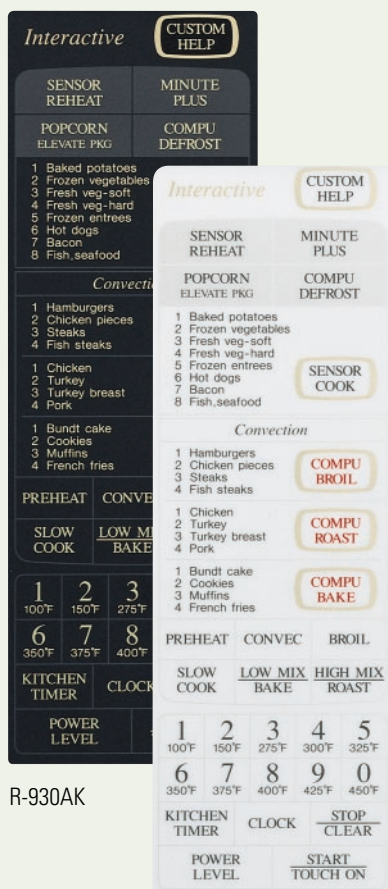 Interactive
CUSTOM
HELP
SENSOR
REHEAT
MINUTE
PLUS
POPCORN
ELEVATE PKG
COMPU
DEFROST
1 Baked potatoes
2 Frozen vegetables
3 Fresh veg-soft
4 Fresh veg-hard
5 Frozen entrees
6 Hot dogs
7 Bacon
8 Fish,seafood
Convecti
1 Hamburgers
2 Chicken pieces
3 Steaks
4 Fish steaks
1 Chicken
2 Turkey
3 Turkey breast
4 Pork
1 Bundt cake
2 Cookies
3 Muffins
4 French fries
PREHEAT CONVE
SLOW
COOK
LOW MI
BAKE
1 2 3
100°F 150°F 275°F
6 7 8
350°F 375°F 400°F
KITCHEN
TIMER
CLOCK
POWER
LEVEL
R-930AK
Interactive
CUSTOM
HELP
SENSOR
REHEAT
MINUTE
PLUS
POPCORN
ELEVATE PKG
COMPU
DEFROST
1 Baked potatoes
2 Frozen vegetables
3 Fresh veg-soft
4 Fresh veg-hard
5 Frozen entrees
6 Hot dogs
7 Bacon
8 Fish,seafood
SENSOR
COOK
Convection
1 Hamburgers
2 Chicken pieces
3 Steaks
4 Fish steaks
COMPU
BROIL
1 Chicken
2 Turkey
3 Turkey breast
4 Pork
COMPU
ROAST
1 Bundt cake
2 Cookies
3 Muffins
4 French fries
COMPU
BAKE
PREHEAT CONVEC BROIL
SLOW
COOK
LOW MIX
BAKE
HIGH MIX
ROAST
1 2 3 4 5
100°F 150°F 275°F 300°F 325°F
6 7 8 9 0
350°F 375°F 400°F 425°F 450°F
KITCHEN
TIMER
CLOCK
STOP
CLEAR
POWER
LEVEL
START
TOUCH ON